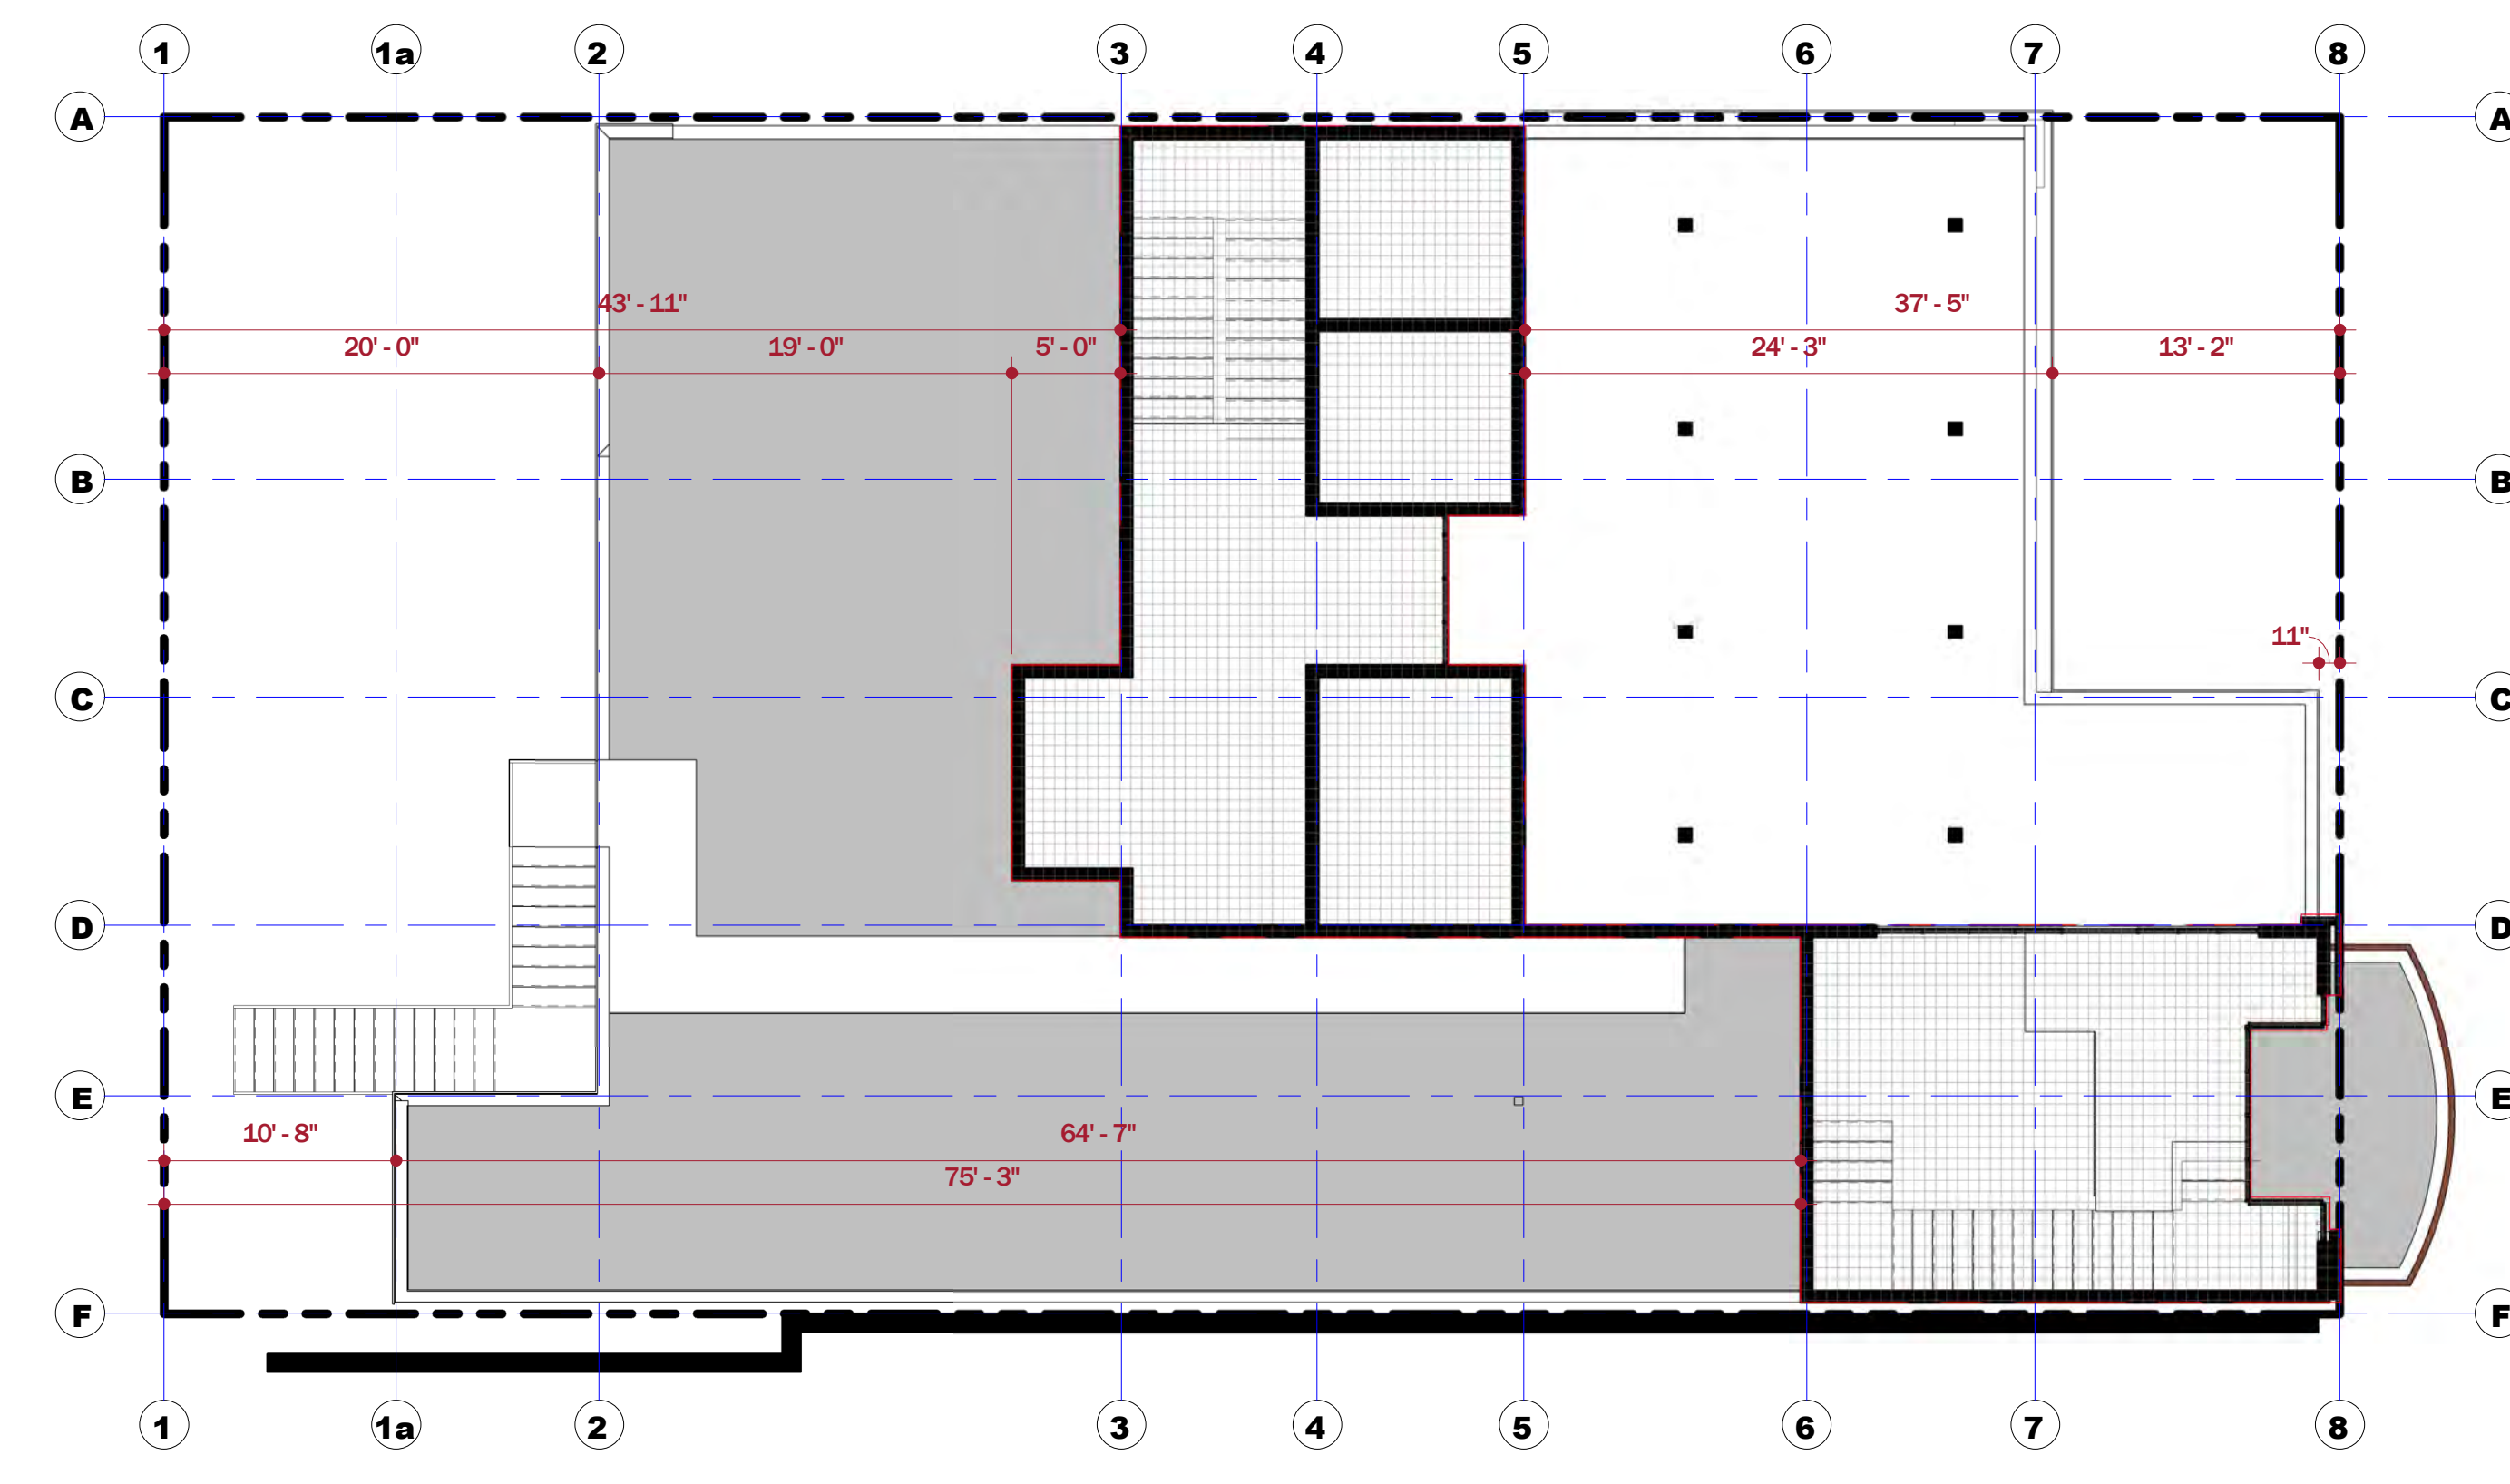 1 1a 2 3 4 5 6 7 8
A A
43' - 11" 37' - 5"
20' - 0" 19' - 0" 5' - 0" 24' - 3" 13' - 2"
B B
11"
C C
D D
E E
10' - 8" 64' - 7"
75' - 3"
F F
1 1a 2 3 4 5 6 7 8